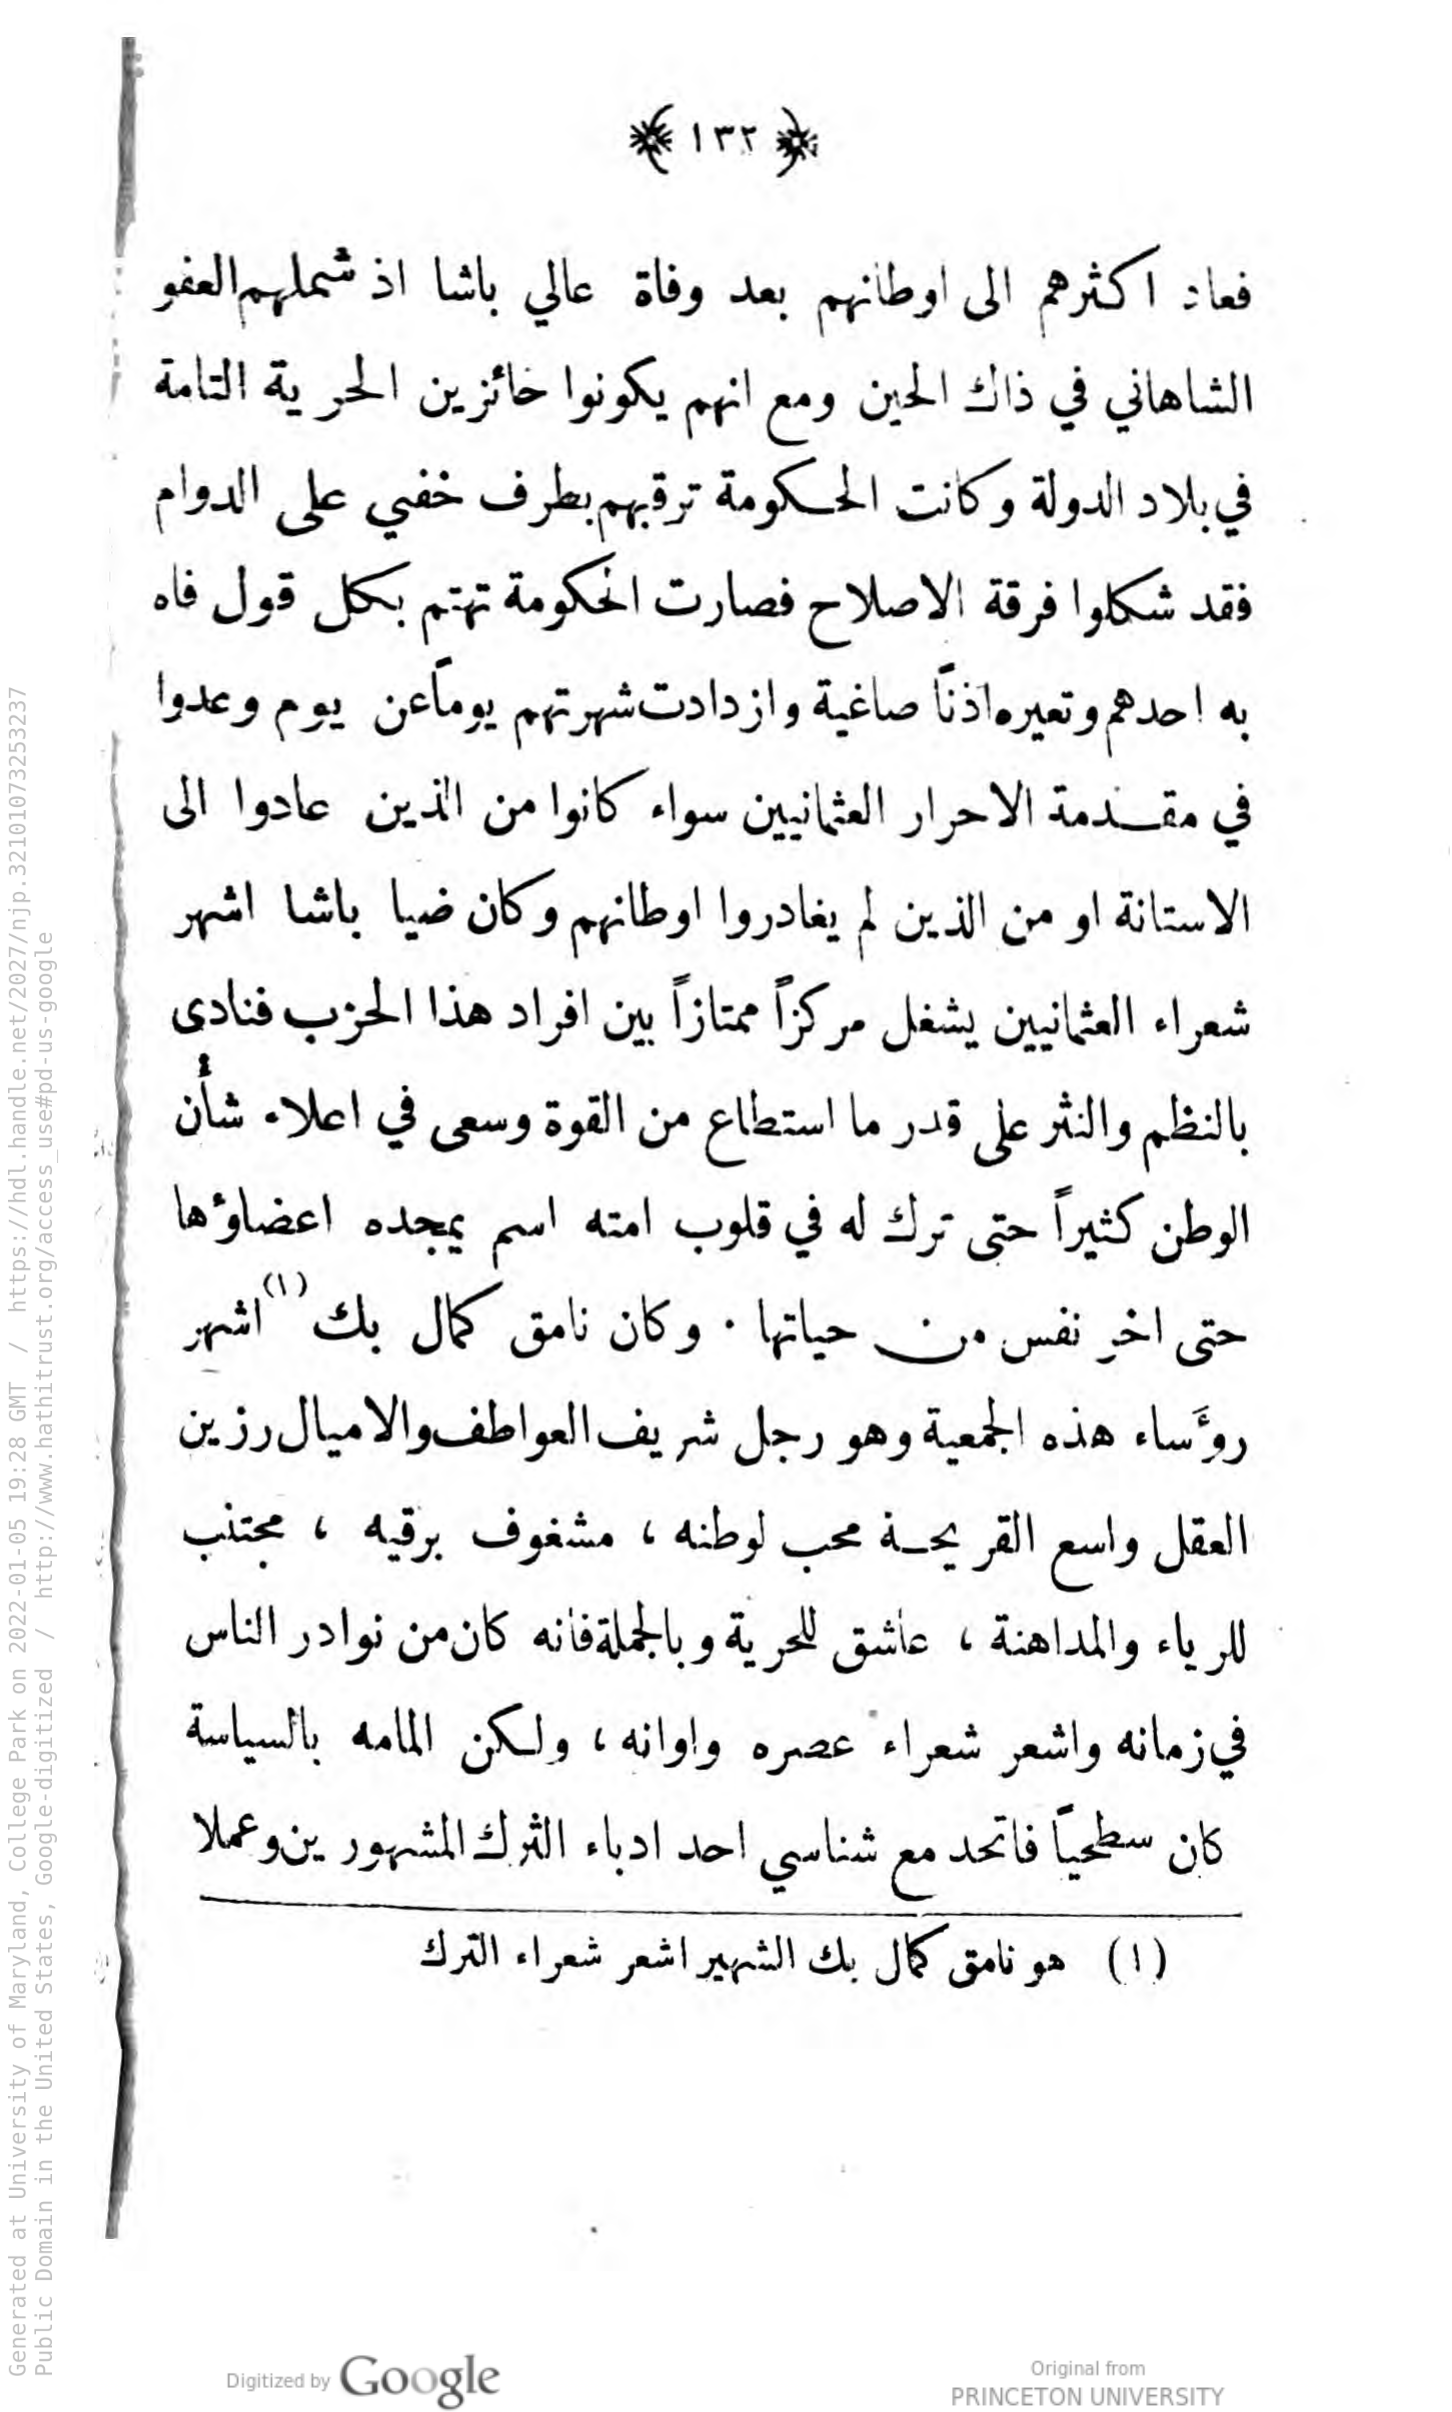 ﴿ ١٣٢ ﴾
فعاد اكثرهم الى اوطانهم بعد وفاة عالي باشا اذ شملهم العفو
الشاهاني في ذاك الحين ومع انهم يكونوا حائزين الحرية التامة
في بلاد الدولة وكانت الحكومة ترقبهم بطرف خفي على الدوام
فقد شكلوا فرقة الاصلاح فصارت الحكومة تهتم بكل قول فاه
به احدهم وتعيره اذنًا صاغية وازدادت شهرتهم يوماً عن يوم وعدوا
في مقدمة الاحرار العثمانيين سواء كانوا من الذين عادوا الى
الاستانة او من الذين لم يغادروا اوطانهم وكان ضيا باشا اشهر
شعراء العثمانيين يشغل مركزاً ممتازاً بين افراد هذا الحزب فنادى
بالنظم والنثر على قدر ما استطاع من القوة وسعى في اعلاء شأن
الوطن كثيراً حتى ترك له في قلوب امته اسم يمجده اعضاؤها
حتى اخر نفس من حياتها . وكان نامق كمال بك (١) اشهر
رؤَساء هذه الجمعية وهو رجل شريف العواطف والاميال رزين
العقل واسع القريحة محب لوطنه ، مشغوف برقيه ، مجتنب
للرياء والمداهنة ، عاشق للحرية وبالجملة فانه كان من نوادر الناس
في زمانه واشعر شعراء عصره واوانه ، ولكن المامه بالسياسة
كان سطحياً فاتحد مع شناسي احد ادباء الترك المشهورين وعملا
(١) هو نامق كمال بك الشهير اشعر شعراء الترك
Digitized by Google
Original from
PRINCETON UNIVERSITY
Generated at University of Maryland, College Park on 2022-01-05 19:28 GMT / https://hdl.handle.net/2027/njp.32101073253237
Public Domain in the United States, Google-digitized / http://www.hathitrust.org/access_use#pd-us-google